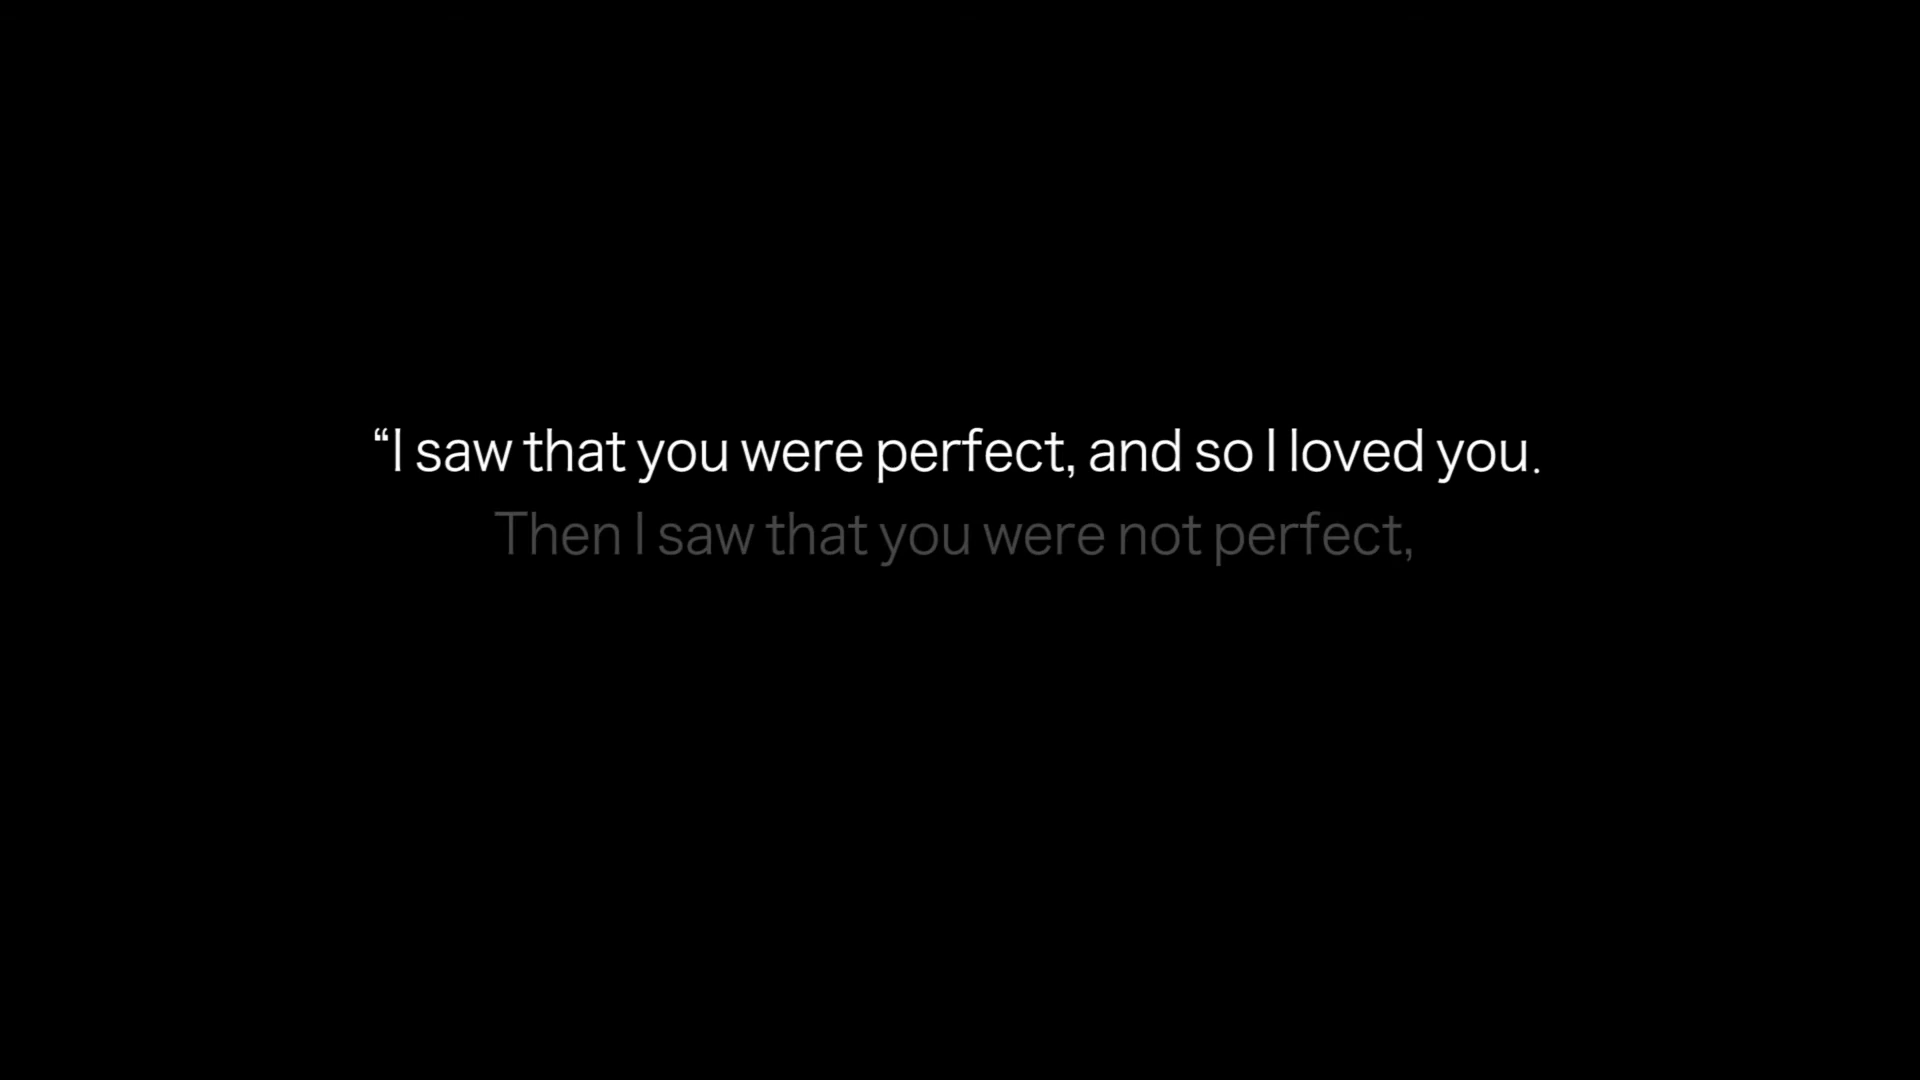 “I saw that you were perfect, and so I loved you.
Then I saw that you were not perfect,